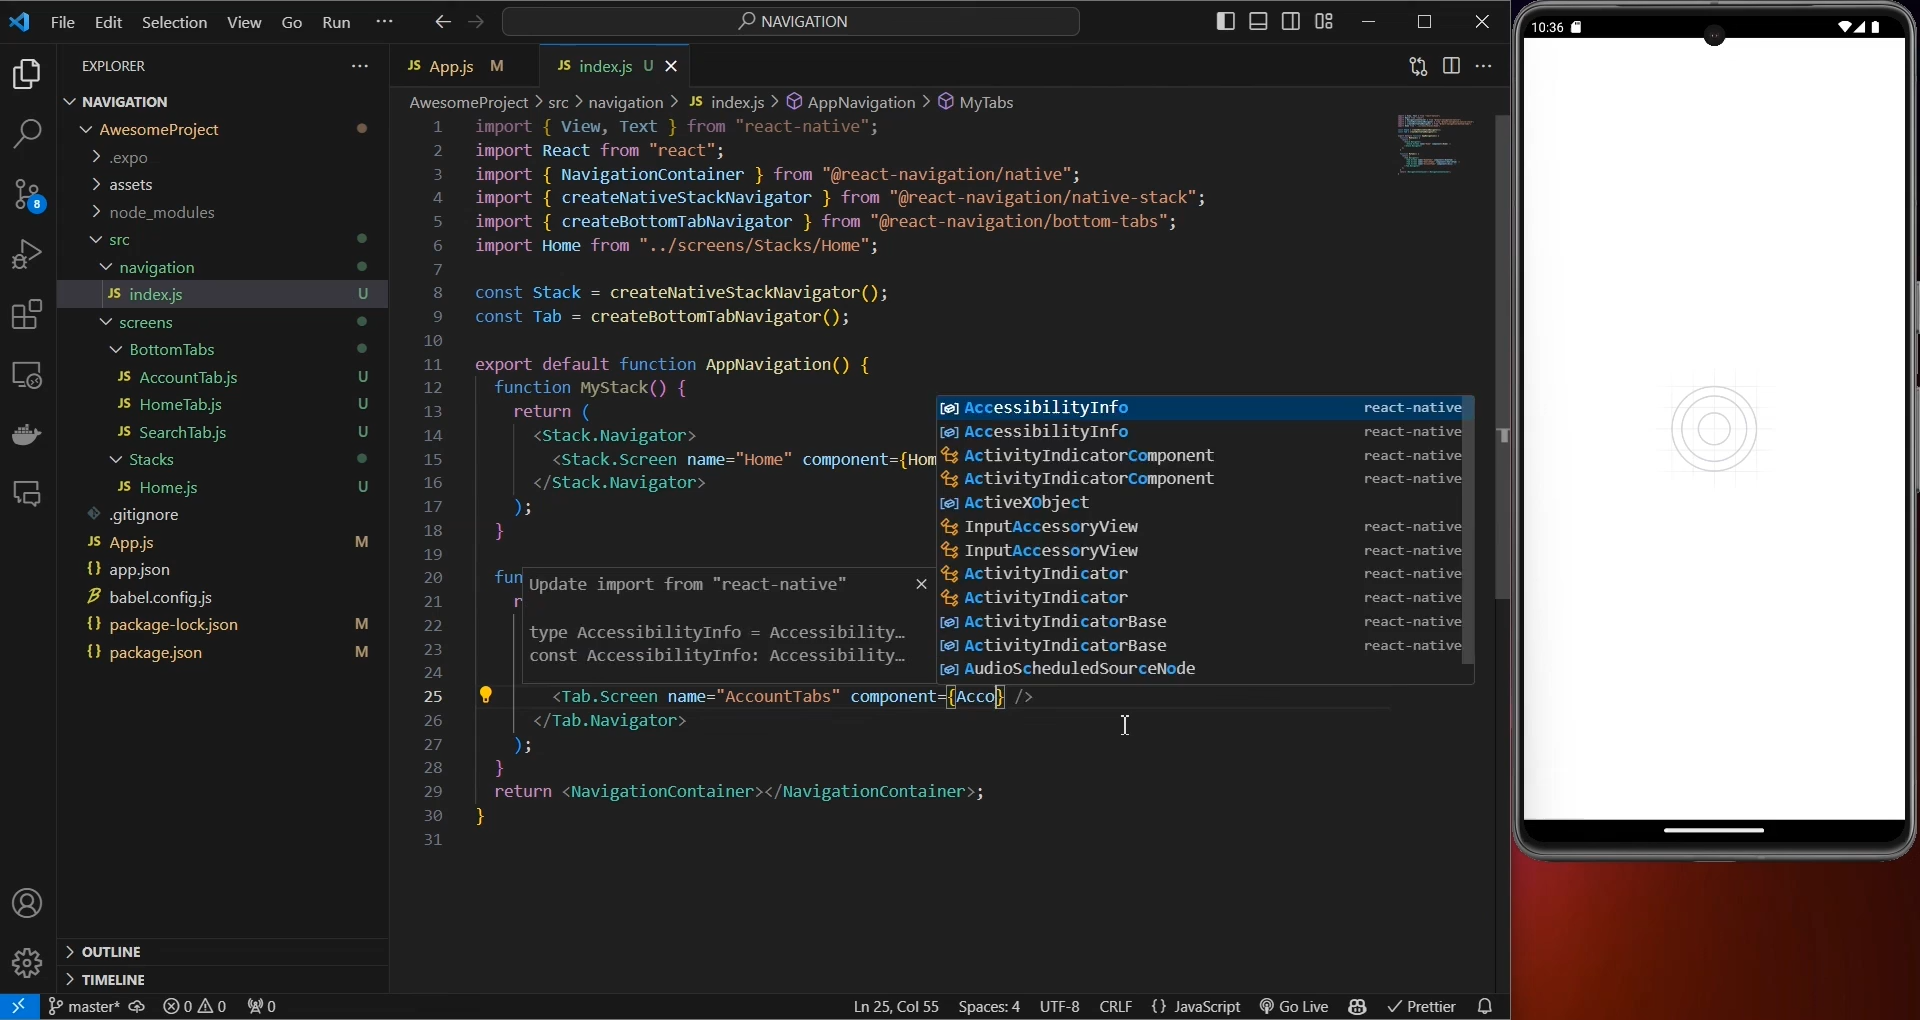 File Edit Selection View Go Run ··· NAVIGATION
EXPLORER ···
NAVIGATION
AwesomeProject
.expo
assets
node_modules
src
navigation
JS index.js U
screens
BottomTabs
JS AccountTab.js U
JS HomeTab.js U
JS SearchTab.js U
Stacks
JS Home.js U
.gitignore
JS App.js M
{} app.json
babel.config.js
{} package-lock.json M
{} package.json M
OUTLINE
TIMELINE
8
JS App.js M JS index.js U ···
AwesomeProject > src > navigation > JS index.js > AppNavigation > MyTabs
1 import { View, Text } from "react-native";
2 import React from "react";
3 import { NavigationContainer } from "@react-navigation/native";
4 import { createNativeStackNavigator } from "@react-navigation/native-stack";
5 import { createBottomTabNavigator } from "@react-navigation/bottom-tabs";
6 import Home from "../screens/Stacks/Home";
7
8 const Stack = createNativeStackNavigator();
9 const Tab = createBottomTabNavigator();
10
11 export default function AppNavigation() {
12 function MyStack() {
13 return (
14 <Stack.Navigator>
15 <Stack.Screen name="Home" component={Hom
16 </Stack.Navigator>
17 );
18 }
19
20 fun
21 r
22
23
24
25 <Tab.Screen name="AccountTabs" component={Acco} />
26 </Tab.Navigator>
27 );
28 }
29 return <NavigationContainer></NavigationContainer>;
30 }
31
Update import from "react-native"
type AccessibilityInfo = Accessibility…
const AccessibilityInfo: Accessibility…
AccessibilityInfo react-native
AccessibilityInfo react-native
ActivityIndicatorComponent react-native
ActivityIndicatorComponent react-native
ActiveXObject
InputAccessoryView react-native
InputAccessoryView react-native
ActivityIndicator react-native
ActivityIndicator react-native
ActivityIndicatorBase react-native
ActivityIndicatorBase react-native
AudioScheduledSourceNode
master* 0 0 0 Ln 25, Col 55 Spaces: 4 UTF-8 CRLF {} JavaScript Go Live Prettier
10:36